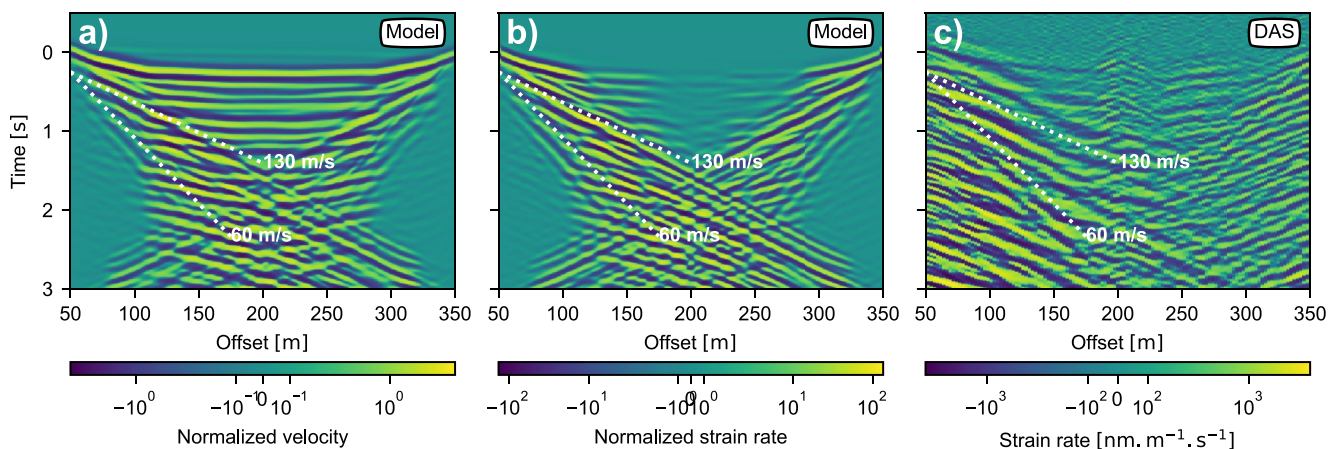 a) Model
b) Model
c) DAS
130 m/s
60 m/s
130 m/s
60 m/s
130 m/s
60 m/s
Time [s]
0
1
2
3
50 100 150 200 250 300 350
50 100 150 200 250 300 350
50 100 150 200 250 300 350
Offset [m]
Offset [m]
Offset [m]
−10⁰ −10⁻¹ 0 10⁻¹ 10⁰
−10² −10¹ −10⁰ 0 10⁰ 10¹ 10²
−10³ −10² 0 10² 10³
Normalized velocity
Normalized strain rate
Strain rate [nm.m⁻¹.s⁻¹]